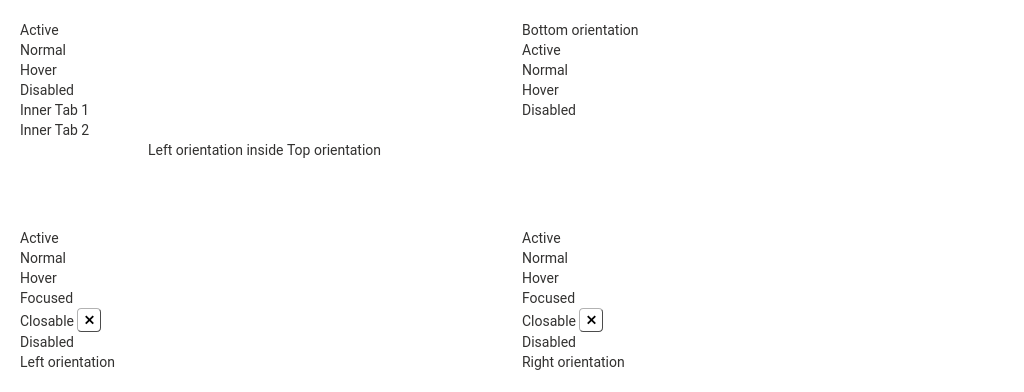 Active
Normal
Hover
Disabled
Inner Tab 1
Inner Tab 2
Left orientation inside Top orientation
Bottom orientation
Active
Normal
Hover
Disabled
Active
Normal
Hover
Focused
Closable ×
Disabled
Left orientation
Active
Normal
Hover
Focused
Closable ×
Disabled
Right orientation